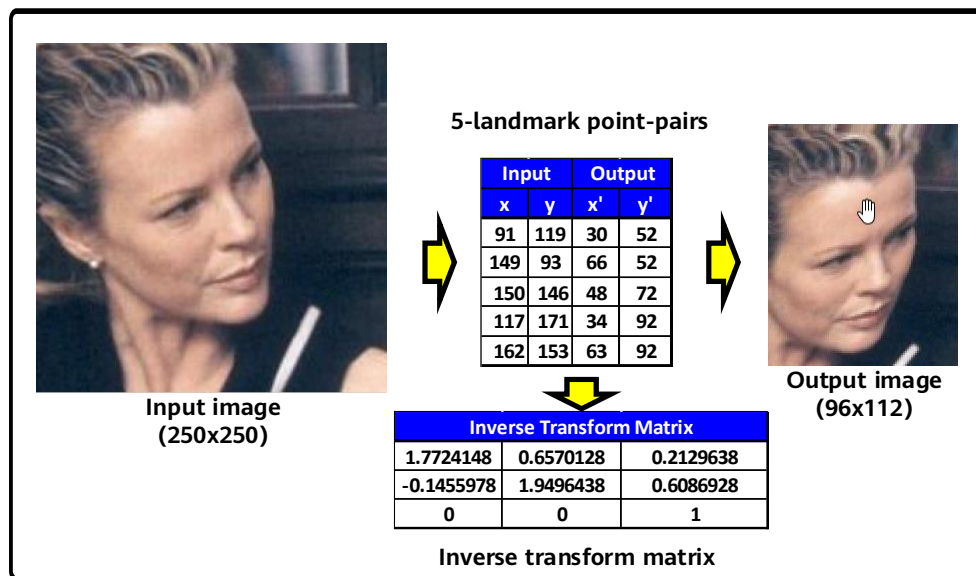 5-landmark point-pairs
Input Output
x y x' y'
91 119 30 52
149 93 66 52
150 146 48 72
117 171 34 92
162 153 63 92
Input image
(250x250)
Output image
(96x112)
Inverse Transform Matrix
1.7724148 0.6570128 0.2129638
-0.1455978 1.9496438 0.6086928
0 0 1
Inverse transform matrix